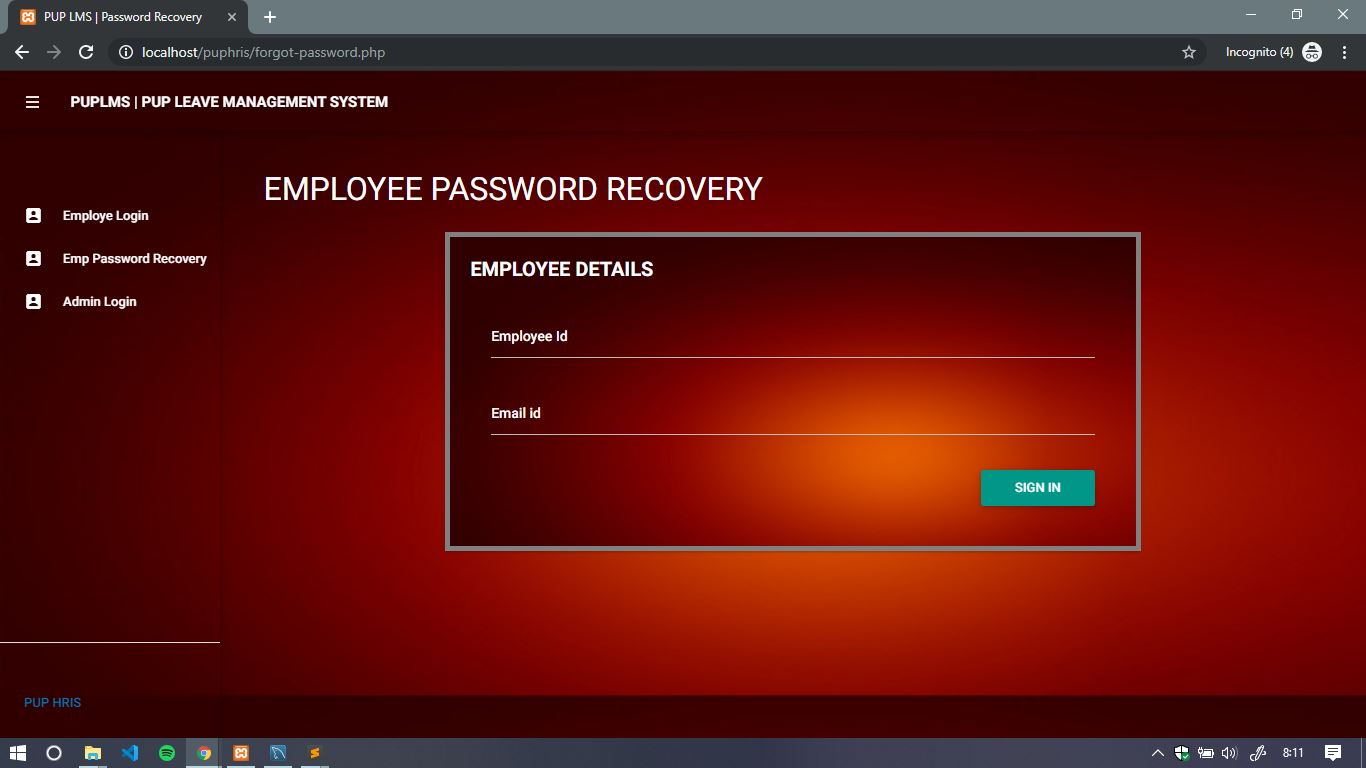 PUP LMS | Password Recovery
localhost/puphris/forgot-password.php
Incognito (4)
PUPLMS | PUP LEAVE MANAGEMENT SYSTEM
EMPLOYEE PASSWORD RECOVERY
Employe Login
Emp Password Recovery
Admin Login
EMPLOYEE DETAILS
Employee Id
Email id
SIGN IN
PUP HRIS
8:11